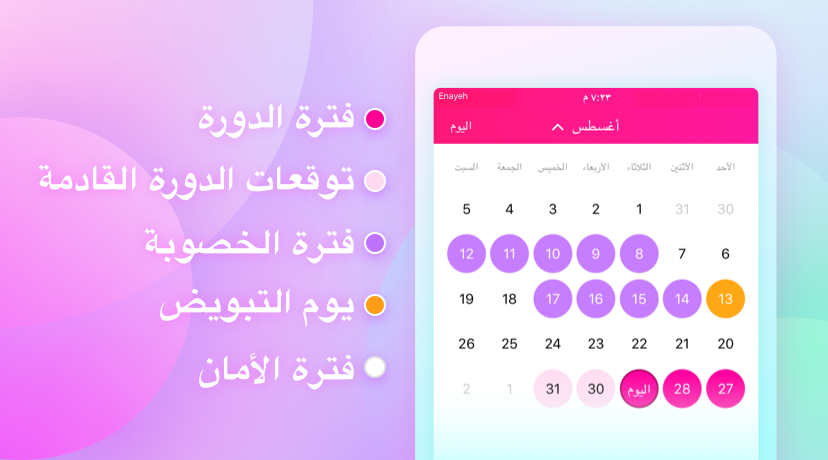 Enayeh
٧:٢٣ م
أغسطس
اليوم
الأحد الأثنين الثلاثاء الأربعاء الخميس الجمعة السبت
30 31 1 2 3 4 5
6 7 8 9 10 11 12
13 14 15 16 17 18 19
20 21 22 23 24 25 26
27 28 اليوم 30 31 1 2
فترة الدورة
توقعات الدورة القادمة
فترة الخصوبة
يوم التبويض
فترة الأمان